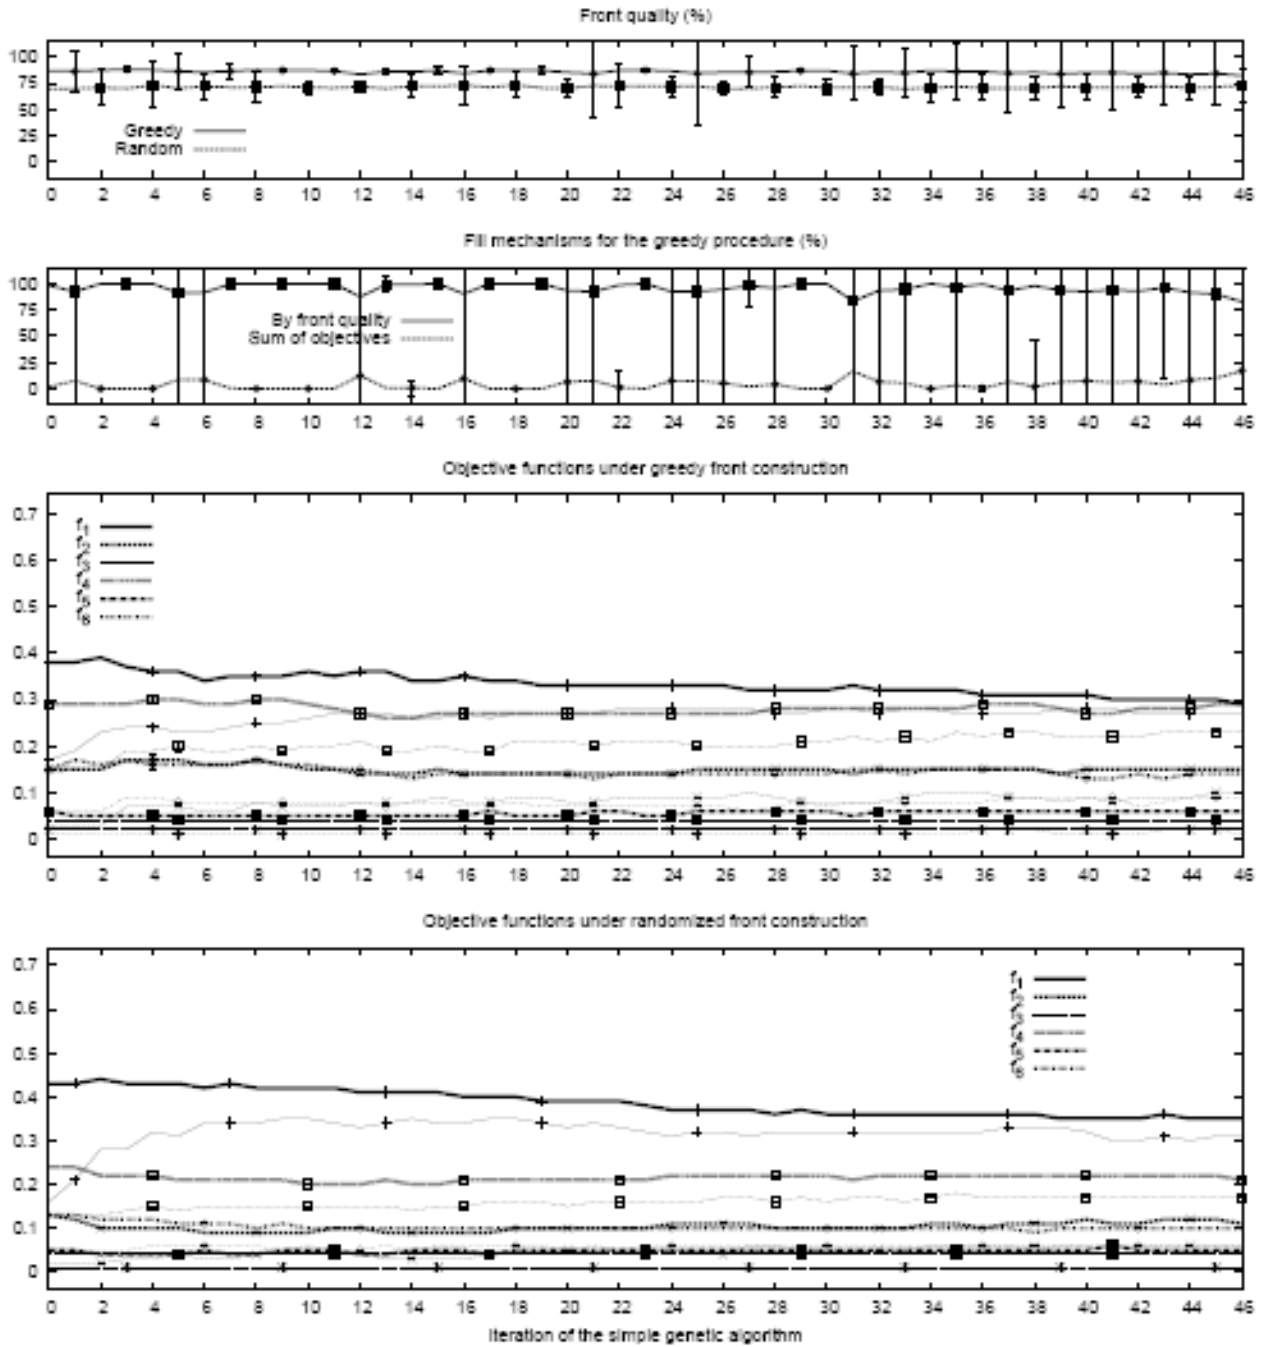 Front quality (%)
100
75
50
25
0
Greedy
Random
0 2 4 6 8 10 12 14 16 18 20 22 24 26 28 30 32 34 36 38 40 42 44 46
Fill mechanisms for the greedy procedure (%)
100
75
50
25
0
By front quality
Sum of objectives
0 2 4 6 8 10 12 14 16 18 20 22 24 26 28 30 32 34 36 38 40 42 44 46
Objective functions under greedy front construction
0.7
0.6
0.5
0.4
0.3
0.2
0.1
0
f1
f2
f3
f4
f5
f6
0 2 4 6 8 10 12 14 16 18 20 22 24 26 28 30 32 34 36 38 40 42 44 46
Objective functions under randomized front construction
0.7
0.6
0.5
0.4
0.3
0.2
0.1
0
f1
f2
f3
f4
f5
f6
0 2 4 6 8 10 12 14 16 18 20 22 24 26 28 30 32 34 36 38 40 42 44 46
Iteration of the simple genetic algorithm